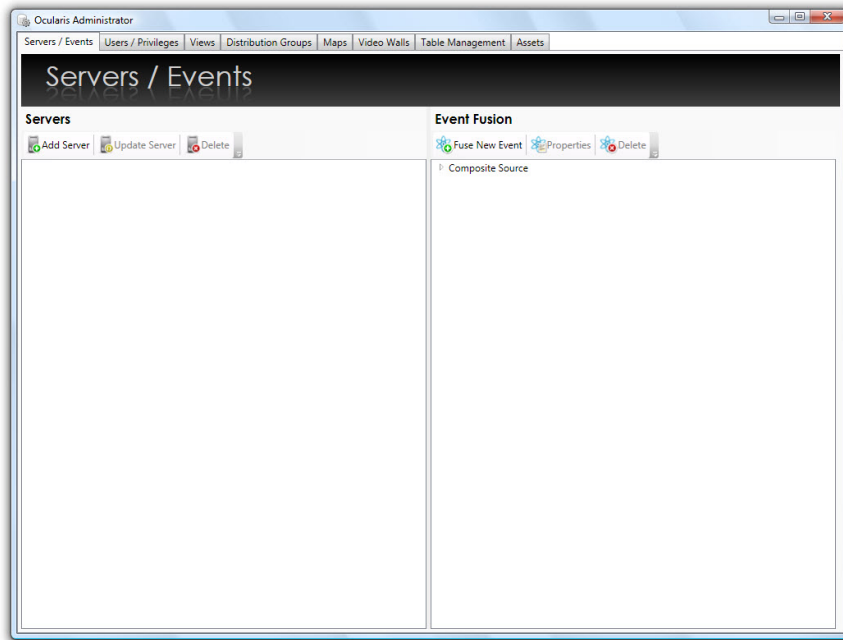 Ocularis Administrator
Servers / Events Users / Privileges Views Distribution Groups Maps Video Walls Table Management Assets
Servers / Events
Servers Event Fusion
Add Server Update Server Delete Fuse New Event Properties Delete
Composite Source